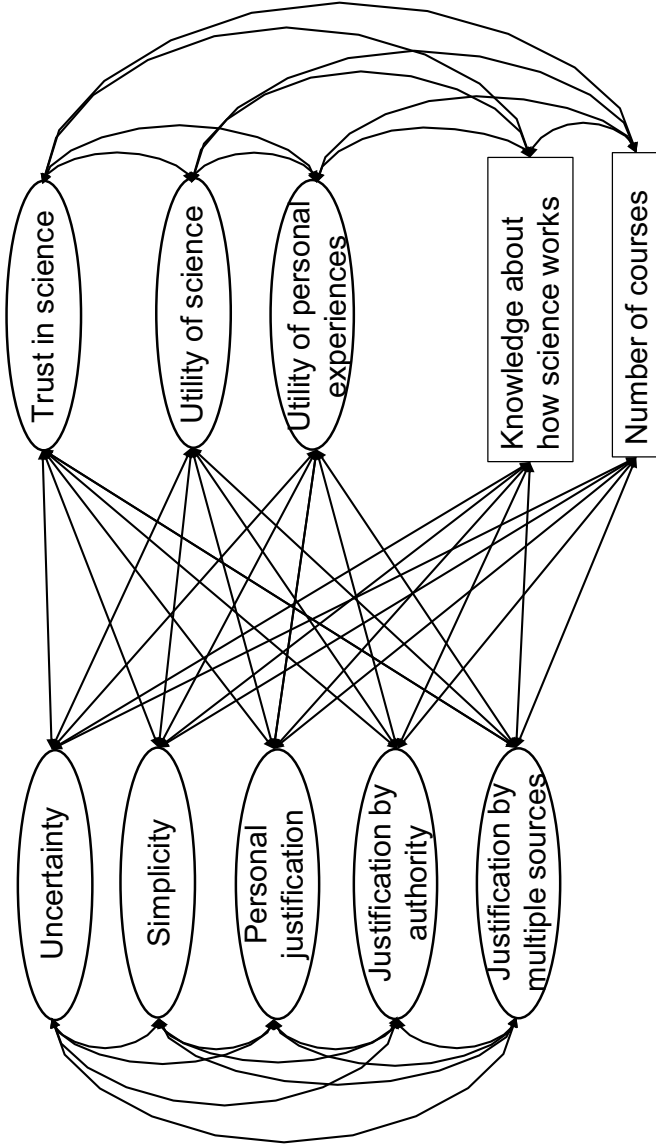 Trust in science
Utility of science
Utility of personal
experiences
Knowledge about
how science works
Number of courses
Uncertainty
Simplicity
Personal
justification
Justification by
authority
Justification by
multiple sources